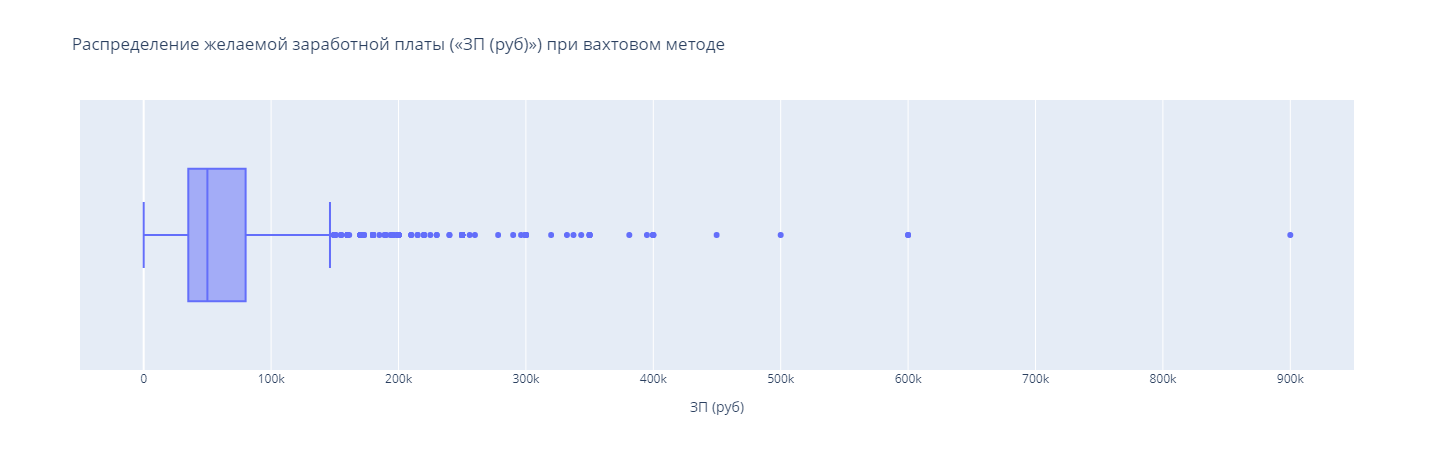 Распределение желаемой заработной платы («ЗП (руб)») при вахтовом методе
0 100k 200k 300k 400k 500k 600k 700k 800k 900k
ЗП (руб)